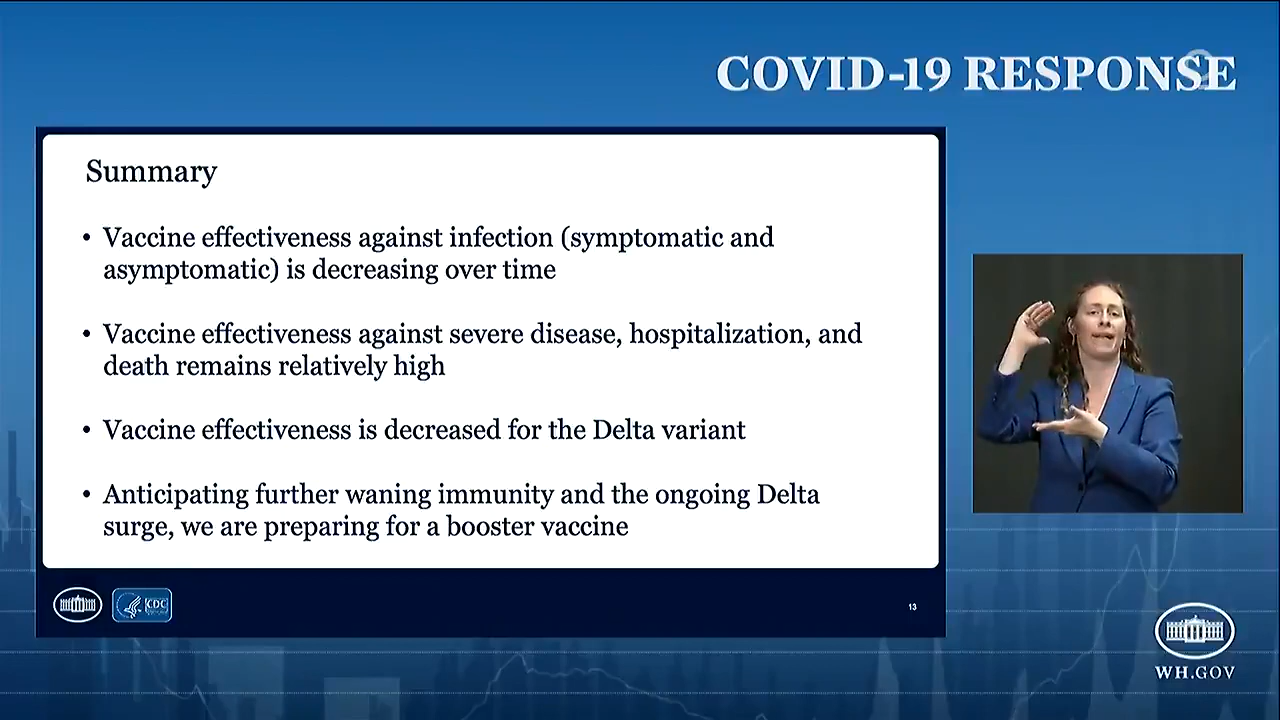 COVID-19 RESPONSE
Summary
• Vaccine effectiveness against infection (symptomatic and
asymptomatic) is decreasing over time
• Vaccine effectiveness against severe disease, hospitalization, and
death remains relatively high
• Vaccine effectiveness is decreased for the Delta variant
• Anticipating further waning immunity and the ongoing Delta
surge, we are preparing for a booster vaccine
CDC
13
WH.GOV